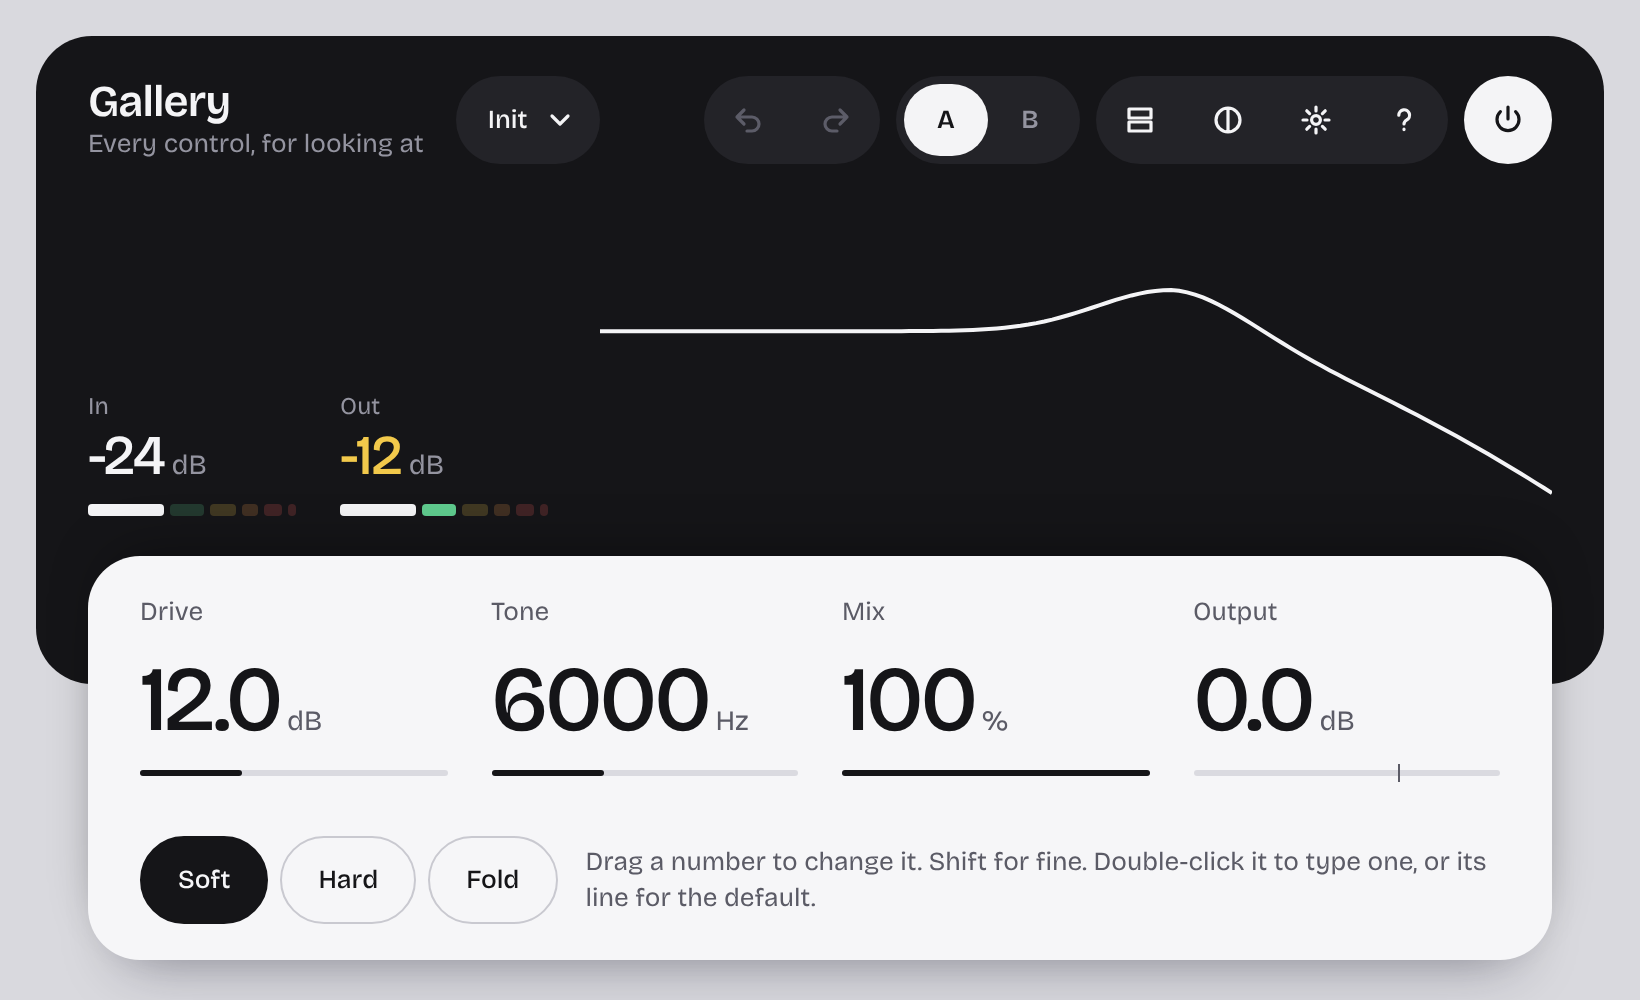 Gallery
Every control, for looking at
Init
A
B
?
In
-24 dB
Out
-12 dB
Drive
12.0 dB
Tone
6000 Hz
Mix
100 %
Output
0.0 dB
Soft
Hard
Fold
Drag a number to change it. Shift for fine. Double-click it to type one, or its
line for the default.